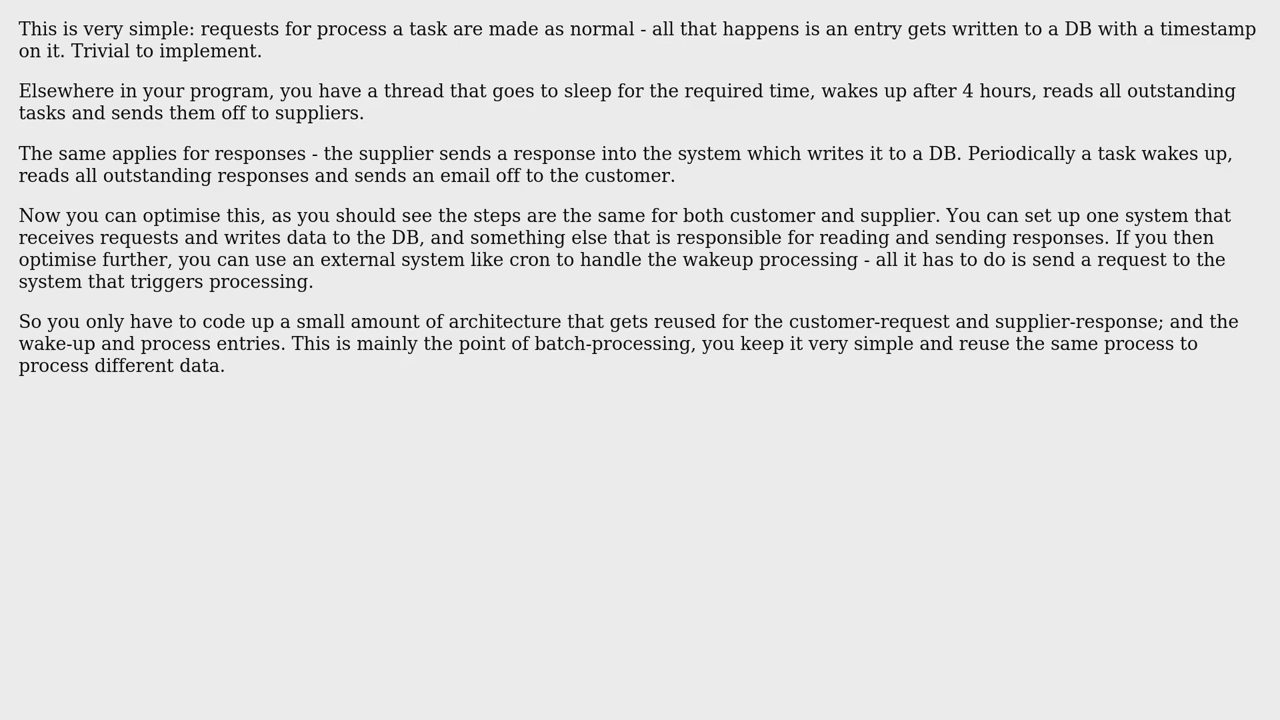 This is very simple: requests for process a task are made as normal - all that happens is an entry gets written to a DB with a timestamp
on it. Trivial to implement.
Elsewhere in your program, you have a thread that goes to sleep for the required time, wakes up after 4 hours, reads all outstanding
tasks and sends them off to suppliers.
The same applies for responses - the supplier sends a response into the system which writes it to a DB. Periodically a task wakes up,
reads all outstanding responses and sends an email off to the customer.
Now you can optimise this, as you should see the steps are the same for both customer and supplier. You can set up one system that
receives requests and writes data to the DB, and something else that is responsible for reading and sending responses. If you then
optimise further, you can use an external system like cron to handle the wakeup processing - all it has to do is send a request to the
system that triggers processing.
So you only have to code up a small amount of architecture that gets reused for the customer-request and supplier-response; and the
wake-up and process entries. This is mainly the point of batch-processing, you keep it very simple and reuse the same process to
process different data.